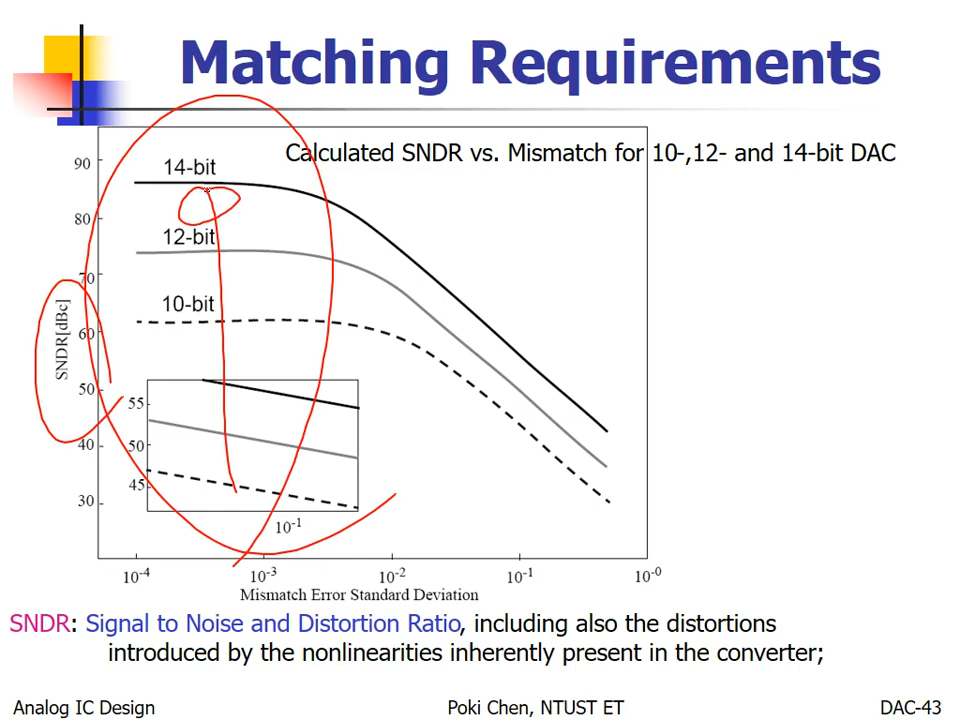 Matching Requirements
Calculated SNDR vs. Mismatch for 10-,12- and 14-bit DAC
90
14-bit
80
12-bit
70
10-bit
60
SNDR[dBc]
50
40
30
55
50
45
10-1
10-4 10-3 10-2 10-1 10-0
Mismatch Error Standard Deviation
SNDR: Signal to Noise and Distortion Ratio, including also the distortions
introduced by the nonlinearities inherently present in the converter;
Analog IC Design Poki Chen, NTUST ET DAC-43